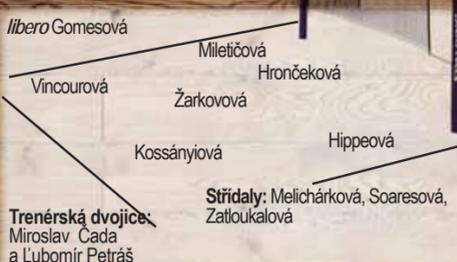 libero Gomesová
Miletičová
Hrončeková
Vincourová
Žarkovová
Hippeová
Kossányiová
Střídaly: Melichárková, Soaresová,
Zatloukalová
Trenérská dvojice:
Miroslav Čada
a Ľubomír Petráš